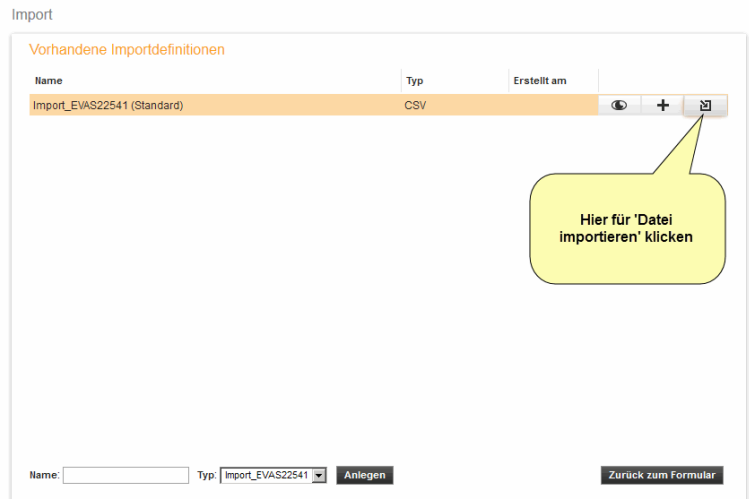 Import
Vorhandene Importdefinitionen
Name Typ Erstellt am
Import_EVAS22541 (Standard) CSV
Hier für 'Datei
importieren' klicken
Name: Typ: Import_EVAS22541 Anlegen Zurück zum Formular